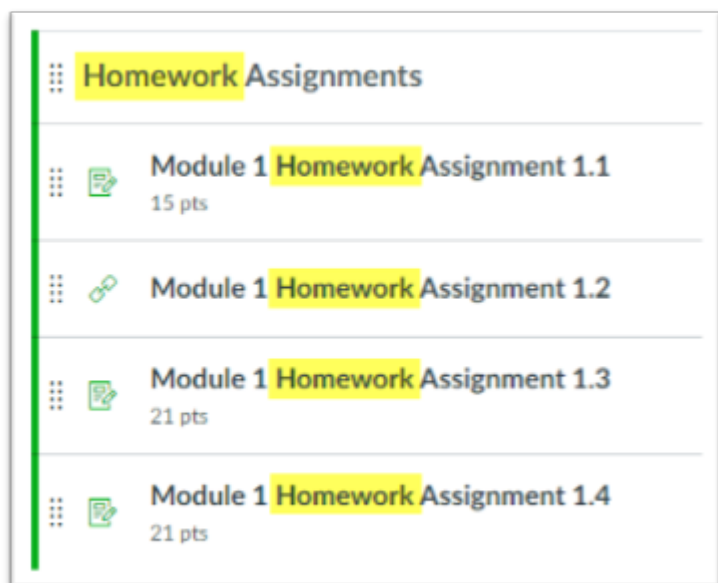 Homework Assignments
Module 1 Homework Assignment 1.1
15 pts
Module 1 Homework Assignment 1.2
Module 1 Homework Assignment 1.3
21 pts
Module 1 Homework Assignment 1.4
21 pts